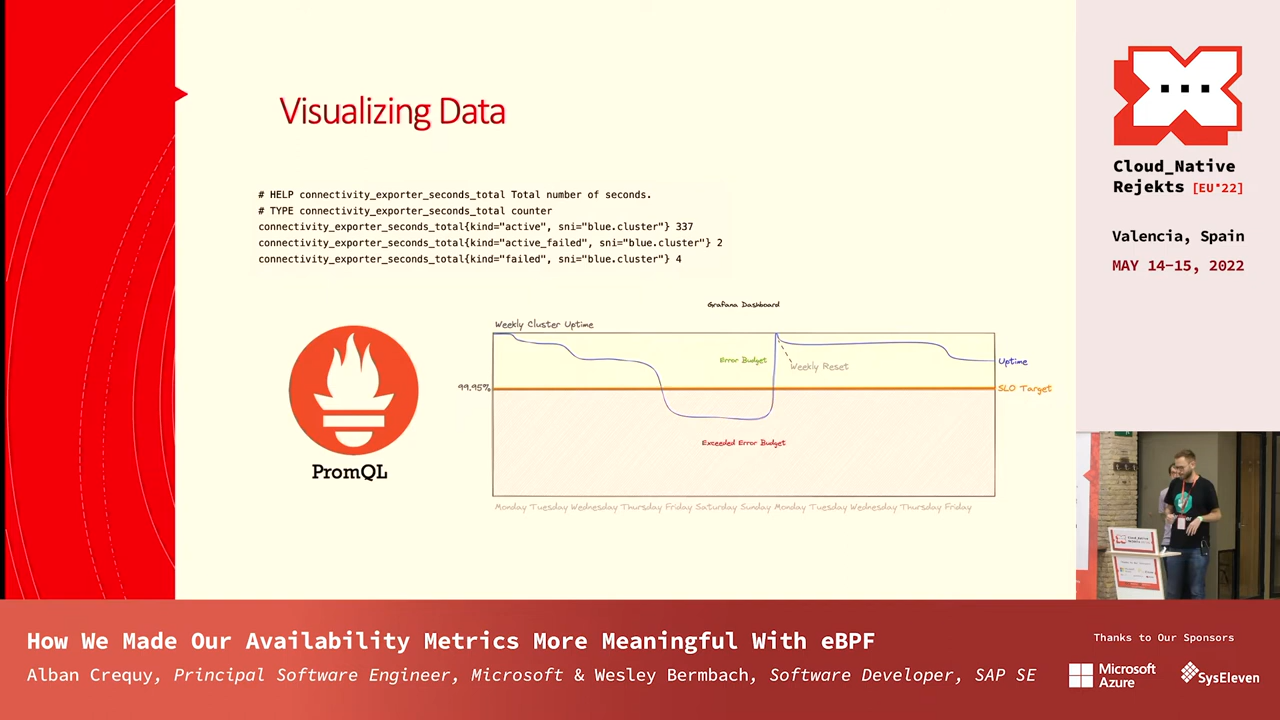 Visualizing Data
# HELP connectivity_exporter_seconds_total Total number of seconds.
# TYPE connectivity_exporter_seconds_total counter
connectivity_exporter_seconds_total{kind="active", sni="blue.cluster"} 337
connectivity_exporter_seconds_total{kind="active_failed", sni="blue.cluster"} 2
connectivity_exporter_seconds_total{kind="failed", sni="blue.cluster"} 4
PromQL
Grafana Dashboard
Weekly Cluster Uptime
Error Budget
Weekly Reset
Uptime
99.95%
SLO Target
Exceeded Error Budget
Monday Tuesday Wednesday Thursday Friday Saturday Sunday Monday Tuesday Wednesday Thursday Friday
Cloud_Native
Rejekts [EU*22]
Valencia, Spain
MAY 14-15, 2022
How We Made Our Availability Metrics More Meaningful With eBPF
Alban Crequy, Principal Software Engineer, Microsoft & Wesley Bermbach, Software Developer, SAP SE
Thanks to Our Sponsors
Microsoft
Azure
SysEleven